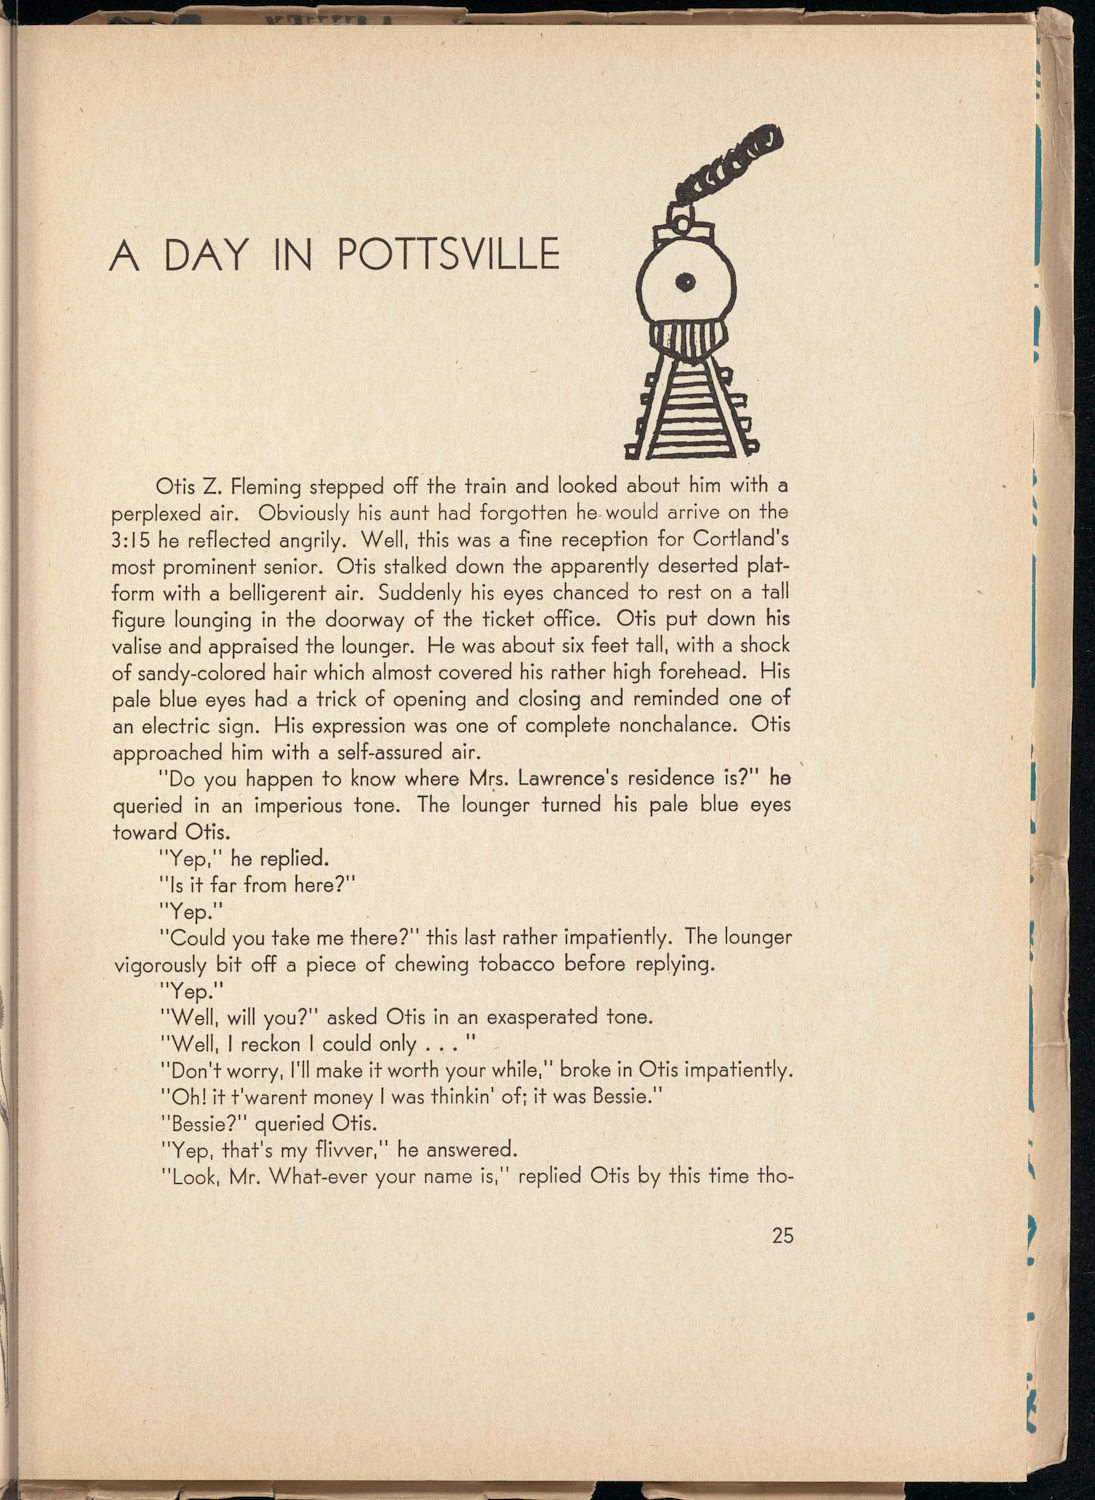 A DAY IN POTTSVILLE
Otis Z. Fleming stepped off the train and looked about him with a
perplexed air. Obviously his aunt had forgotten he would arrive on the
3:15 he reflected angrily. Well, this was a fine reception for Cortland's
most prominent senior. Otis stalked down the apparently deserted plat-
form with a belligerent air. Suddenly his eyes chanced to rest on a tall
figure lounging in the doorway of the ticket office. Otis put down his
valise and appraised the lounger. He was about six feet tall, with a shock
of sandy-colored hair which almost covered his rather high forehead. His
pale blue eyes had a trick of opening and closing and reminded one of
an electric sign. His expression was one of complete nonchalance. Otis
approached him with a self-assured air.
"Do you happen to know where Mrs. Lawrence's residence is?" he
queried in an imperious tone. The lounger turned his pale blue eyes
toward Otis.
"Yep," he replied.
"Is it far from here?"
"Yep."
"Could you take me there?" this last rather impatiently. The lounger
vigorously bit off a piece of chewing tobacco before replying.
"Yep."
"Well, will you?" asked Otis in an exasperated tone.
"Well, I reckon I could only . . . "
"Don't worry, I'll make it worth your while," broke in Otis impatiently.
"Oh! it t'warent money I was thinkin' of; it was Bessie."
"Bessie?" queried Otis.
"Yep, that's my flivver," he answered.
"Look, Mr. What-ever your name is," replied Otis by this time tho-
25